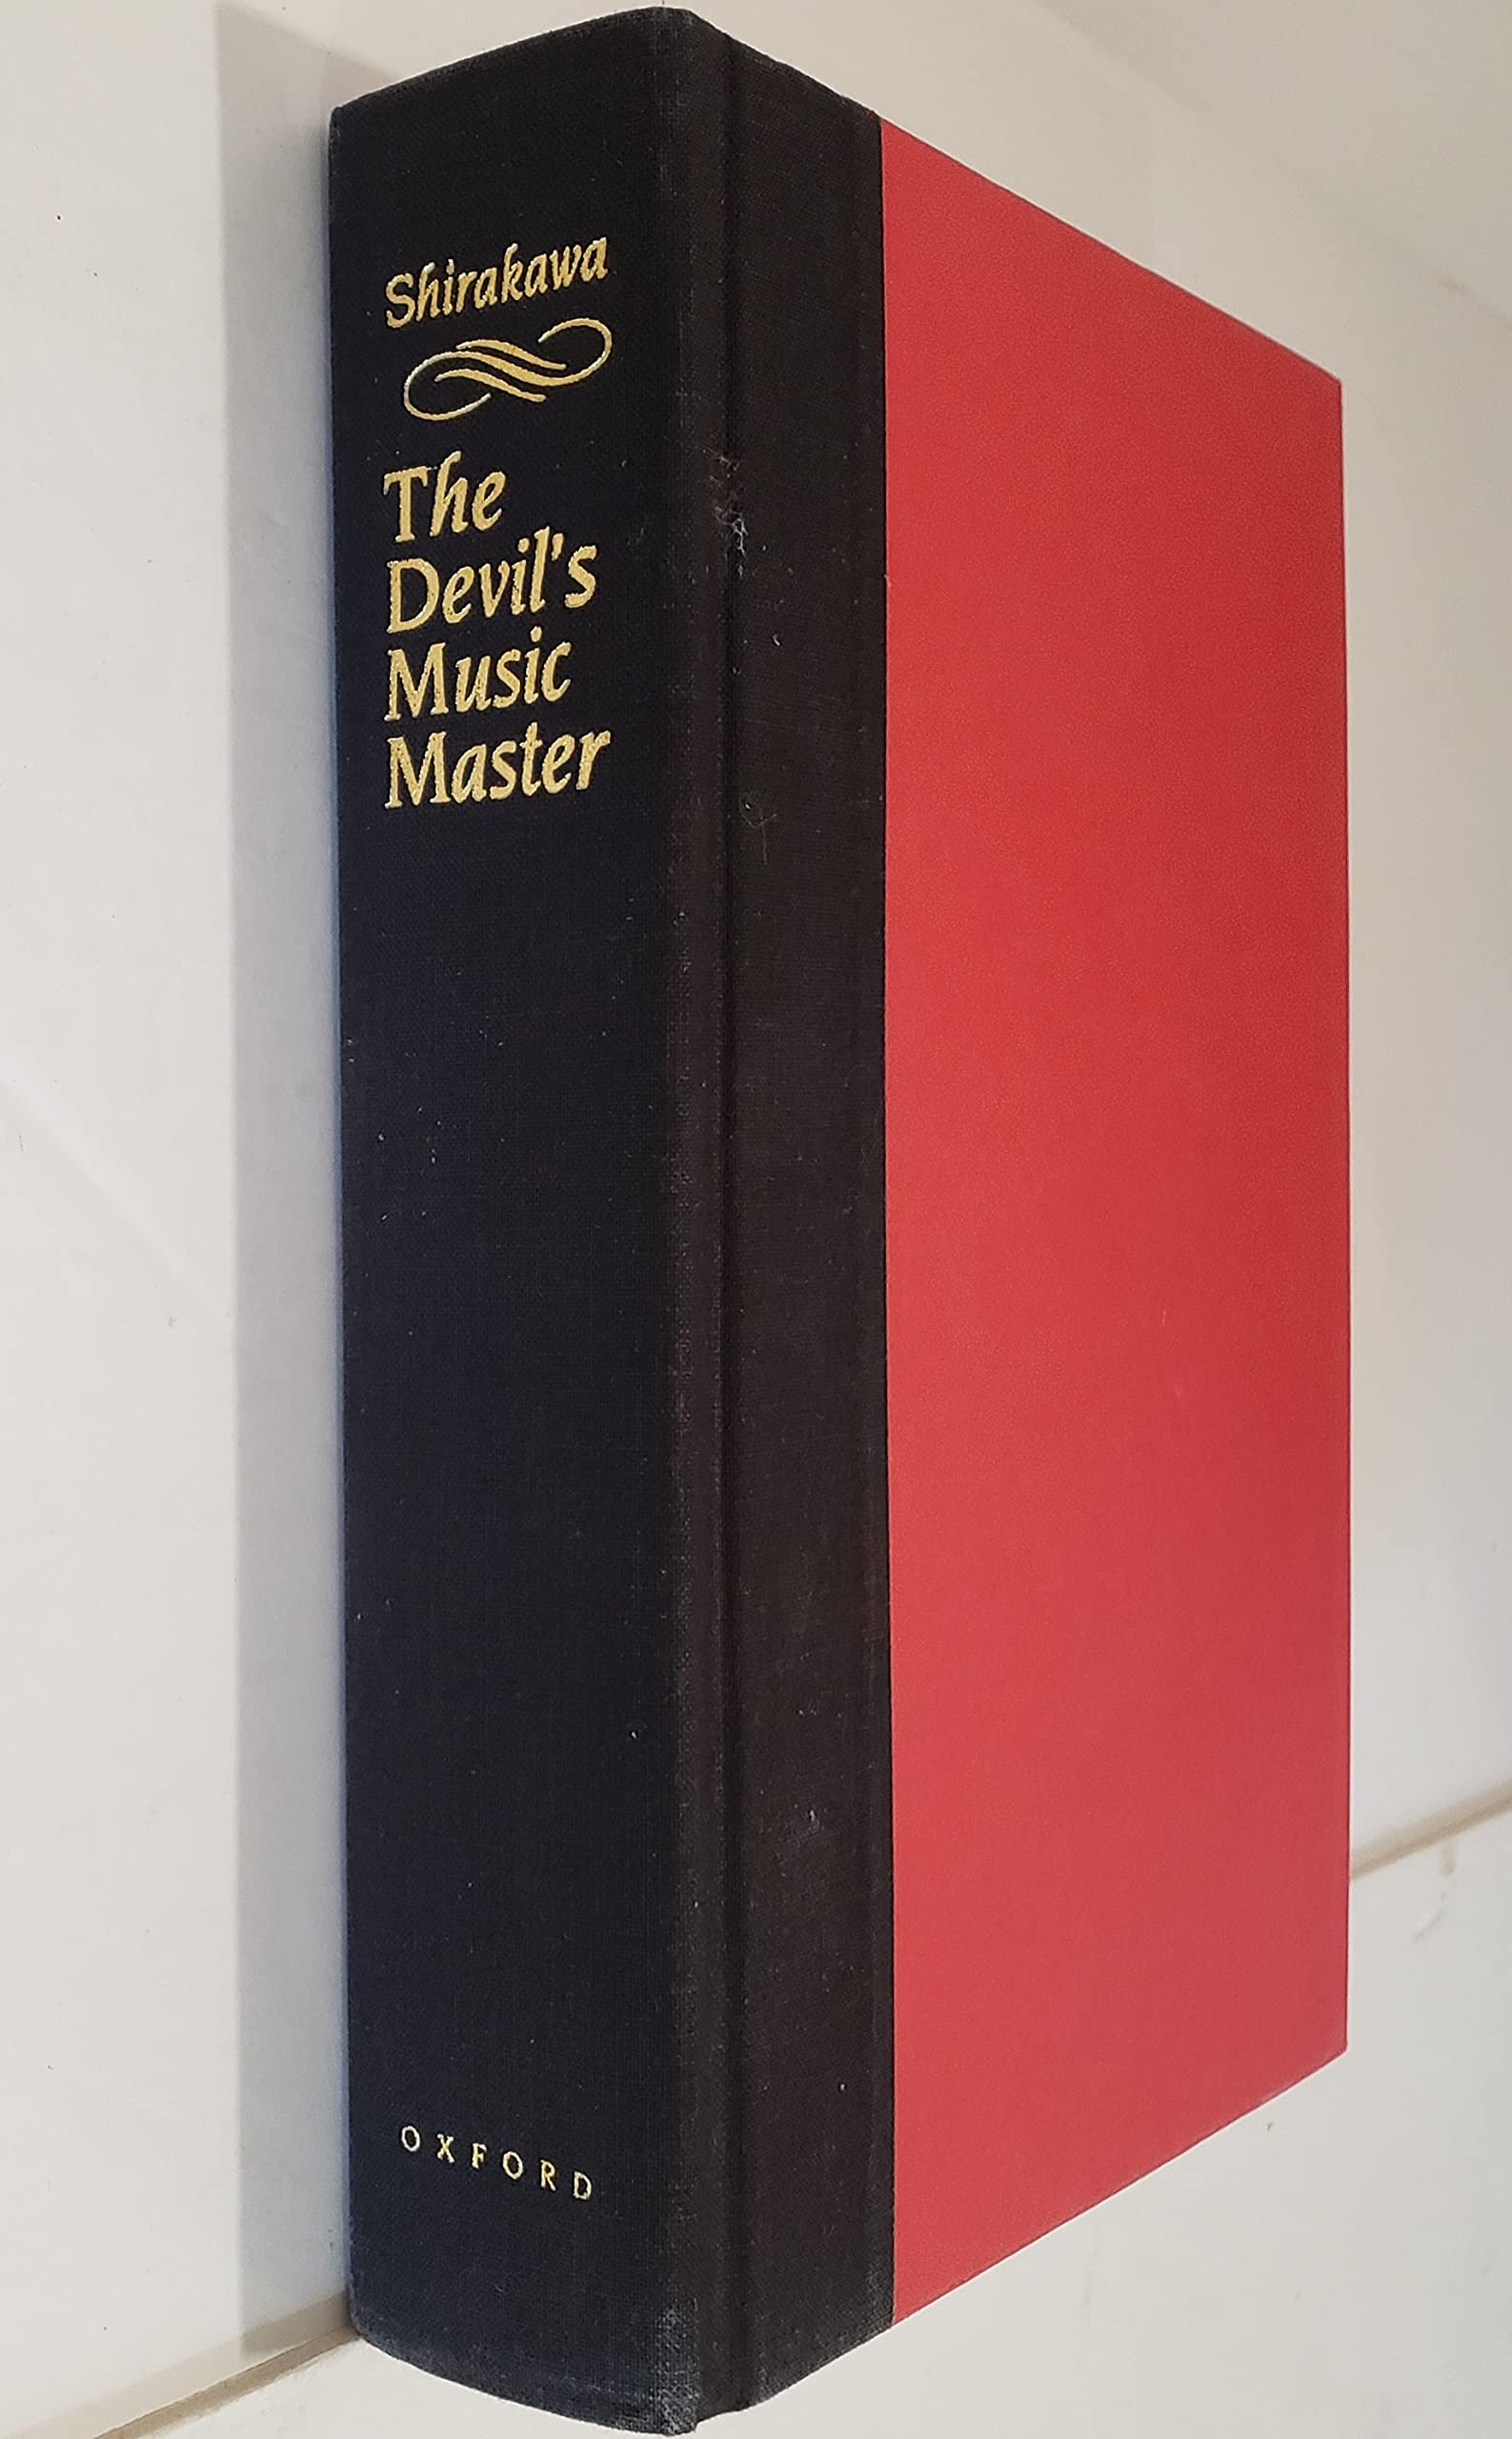 Shirakawa
The
Devil's
Music
Master
OXFORD